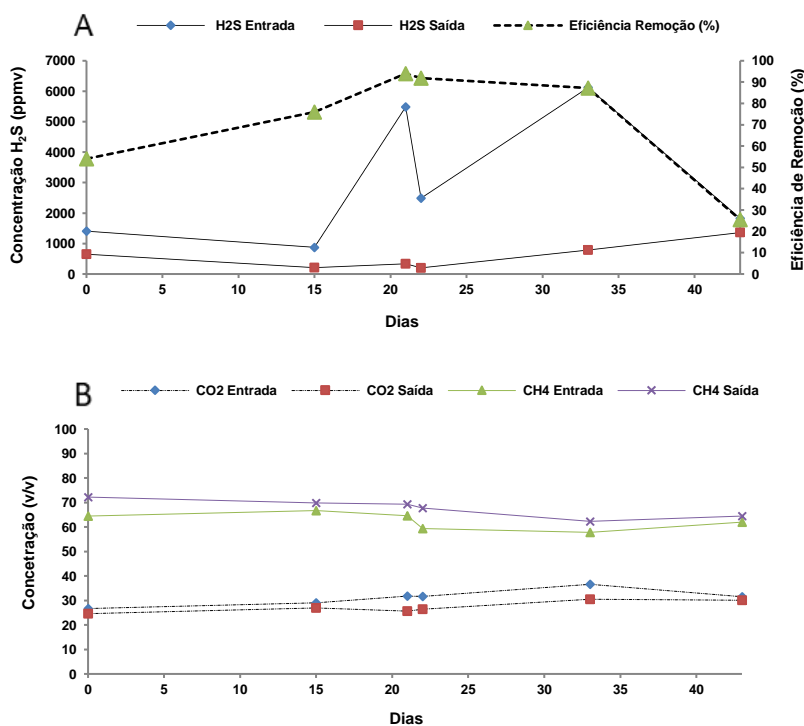 A
H2S Entrada H2S Saída Eficiência Remoção (%)
Concentração H2S (ppmv)
7000
6000
5000
4000
3000
2000
1000
0
100
90
80
70
60
50
40
30
20
10
0
Eficiência de Remoção (%)
0 5 10 15 20 25 30 35 40
Dias
B
CO2 Entrada CO2 Saída CH4 Entrada CH4 Saída
Concetração (v/v)
100
90
80
70
60
50
40
30
20
10
0
0 5 10 15 20 25 30 35 40
Dias